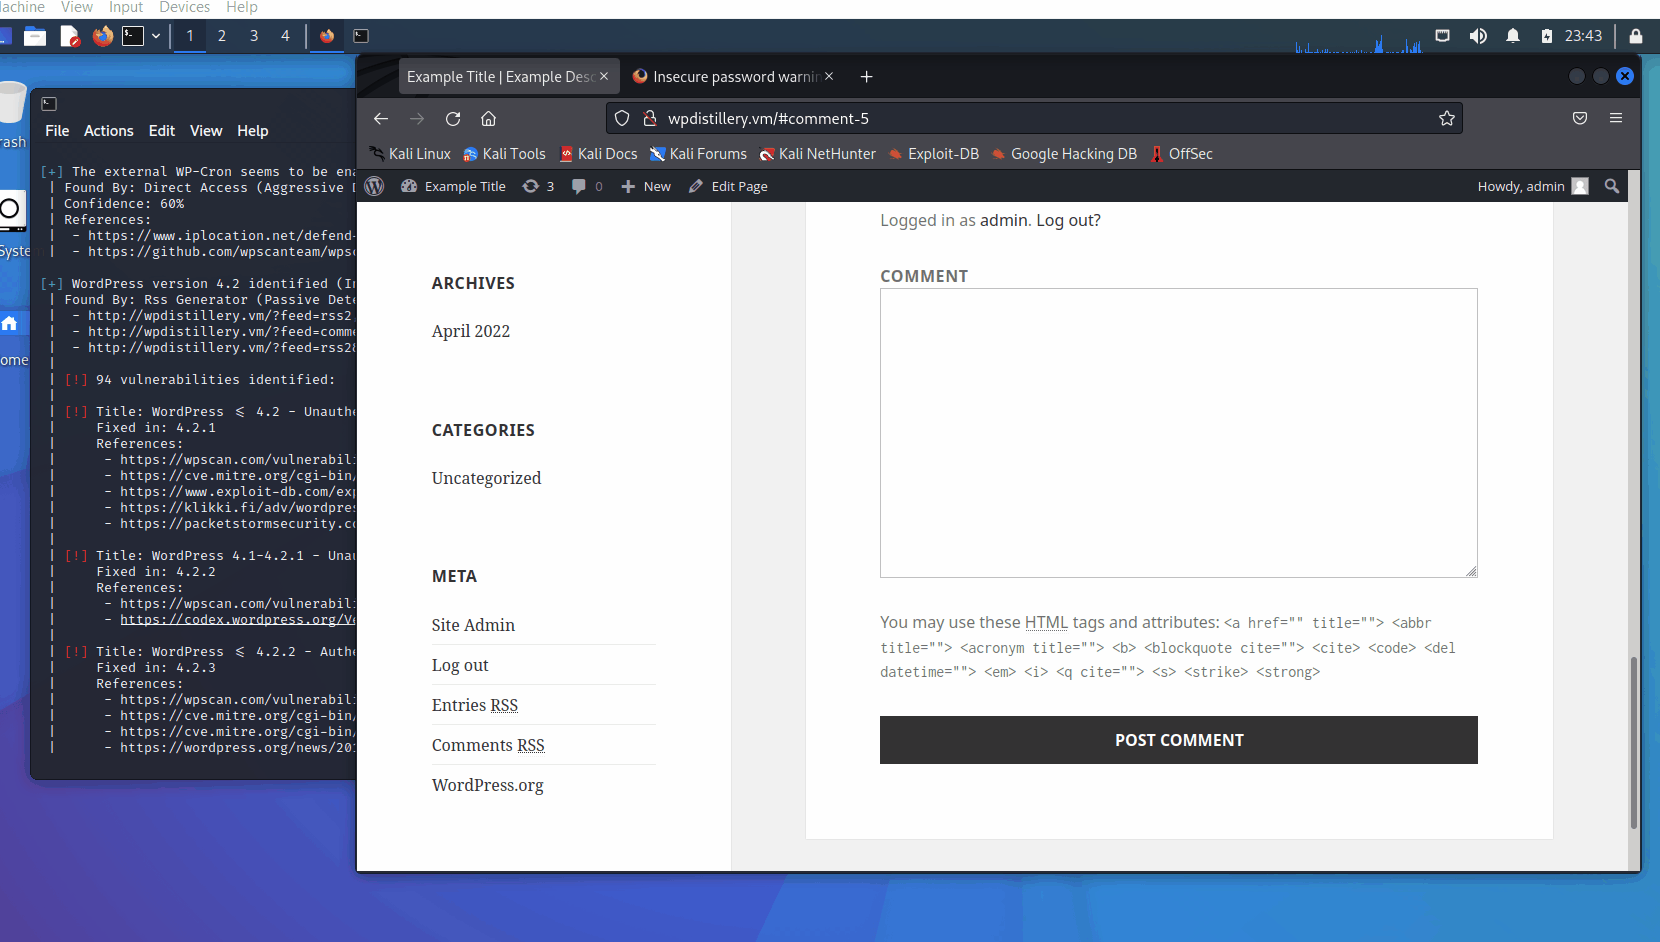 achine View Input Devices Help
1 2 3 4 23:43
Example Title | Example Desc Insecure password warnin
File Actions Edit View Help
wpdistillery.vm/#comment-5
Kali Linux Kali Tools Kali Docs Kali Forums Kali NetHunter Exploit-DB Google Hacking DB OffSec
Example Title 3 0 New Edit Page Howdy, admin
rash
Syste
ome
[+] The external WP-Cron seems to be ena
| Found By: Direct Access (Aggressive D
| Confidence: 60%
| References:
| - https://www.iplocation.net/defend-
| - https://github.com/wpscanteam/wpsc
[+] WordPress version 4.2 identified (In
| Found By: Rss Generator (Passive Dete
| - http://wpdistillery.vm/?feed=rss2,
| - http://wpdistillery.vm/?feed=comme
| - http://wpdistillery.vm/?feed=rss2&
|
| [!] 94 vulnerabilities identified:
|
| [!] Title: WordPress ≤ 4.2 - Unauthe
| Fixed in: 4.2.1
| References:
| - https://wpscan.com/vulnerabili
| - https://cve.mitre.org/cgi-bin/
| - https://www.exploit-db.com/exp
| - https://klikki.fi/adv/wordpres
| - https://packetstormsecurity.co
|
| [!] Title: WordPress 4.1-4.2.1 - Unau
| Fixed in: 4.2.2
| References:
| - https://wpscan.com/vulnerabili
| - https://codex.wordpress.org/Ve
|
| [!] Title: WordPress ≤ 4.2.2 - Authe
| Fixed in: 4.2.3
| References:
| - https://wpscan.com/vulnerabili
| - https://cve.mitre.org/cgi-bin/
| - https://cve.mitre.org/cgi-bin/
| - https://wordpress.org/news/201
ARCHIVES
April 2022
CATEGORIES
Uncategorized
META
Site Admin
Log out
Entries RSS
Comments RSS
WordPress.org
Logged in as admin. Log out?
COMMENT
You may use these HTML tags and attributes: <a href="" title=""> <abbr
title=""> <acronym title=""> <b> <blockquote cite=""> <cite> <code> <del
datetime=""> <em> <i> <q cite=""> <s> <strike> <strong>
POST COMMENT